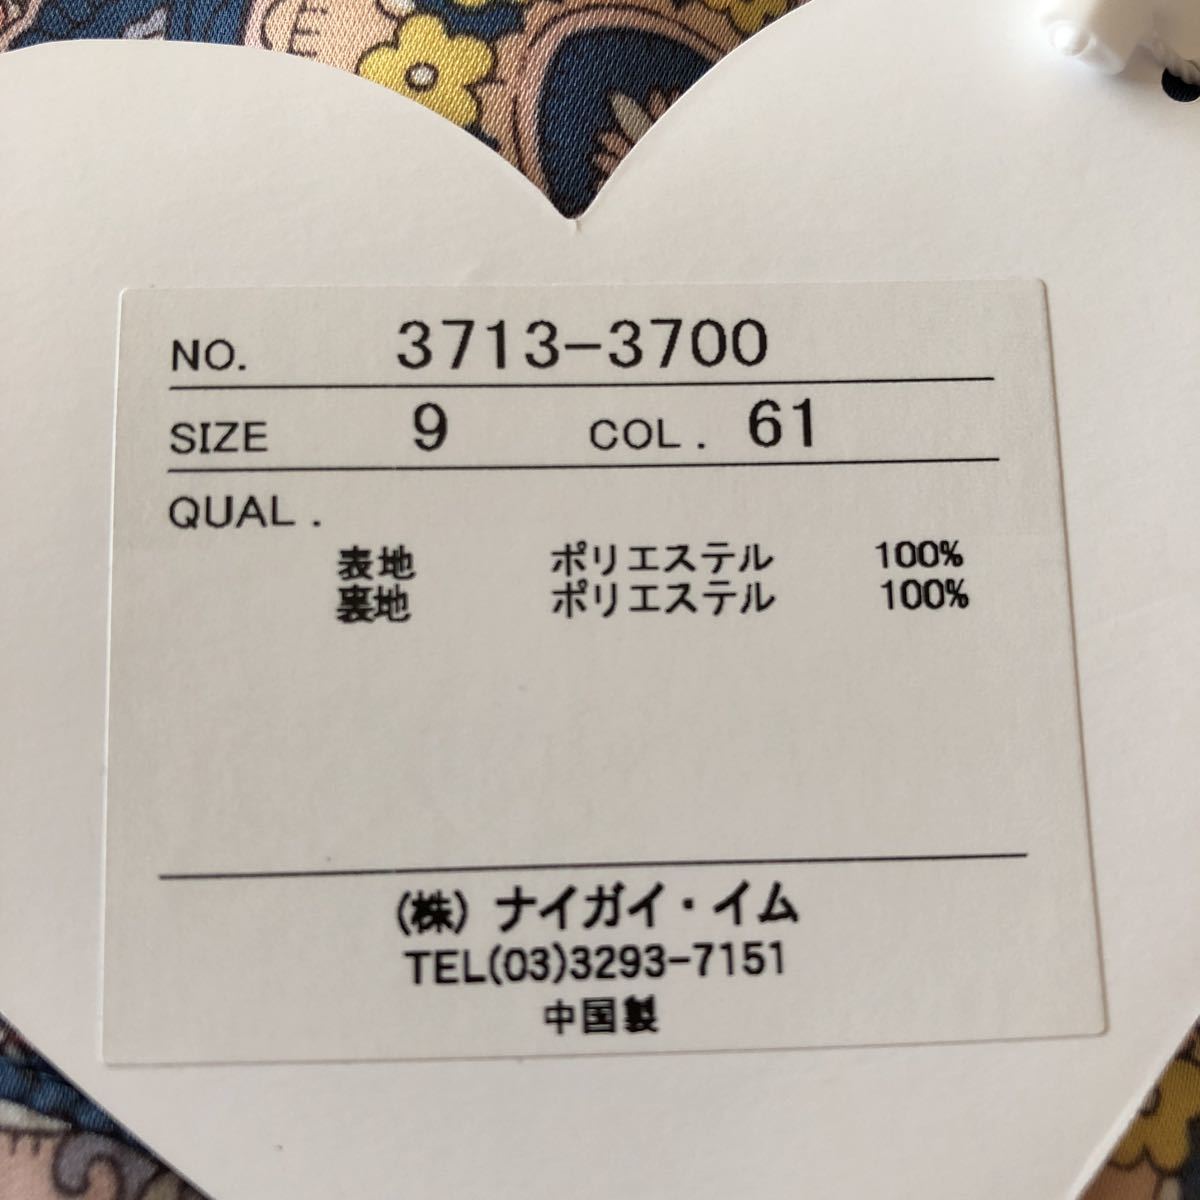 NO. 3713-3700
SIZE 9 COL. 61
QUAL.
表地 ポリエステル 100%
裏地 ポリエステル 100%
(株) ナイガイ・イム
TEL(03)3293-7151
中国製